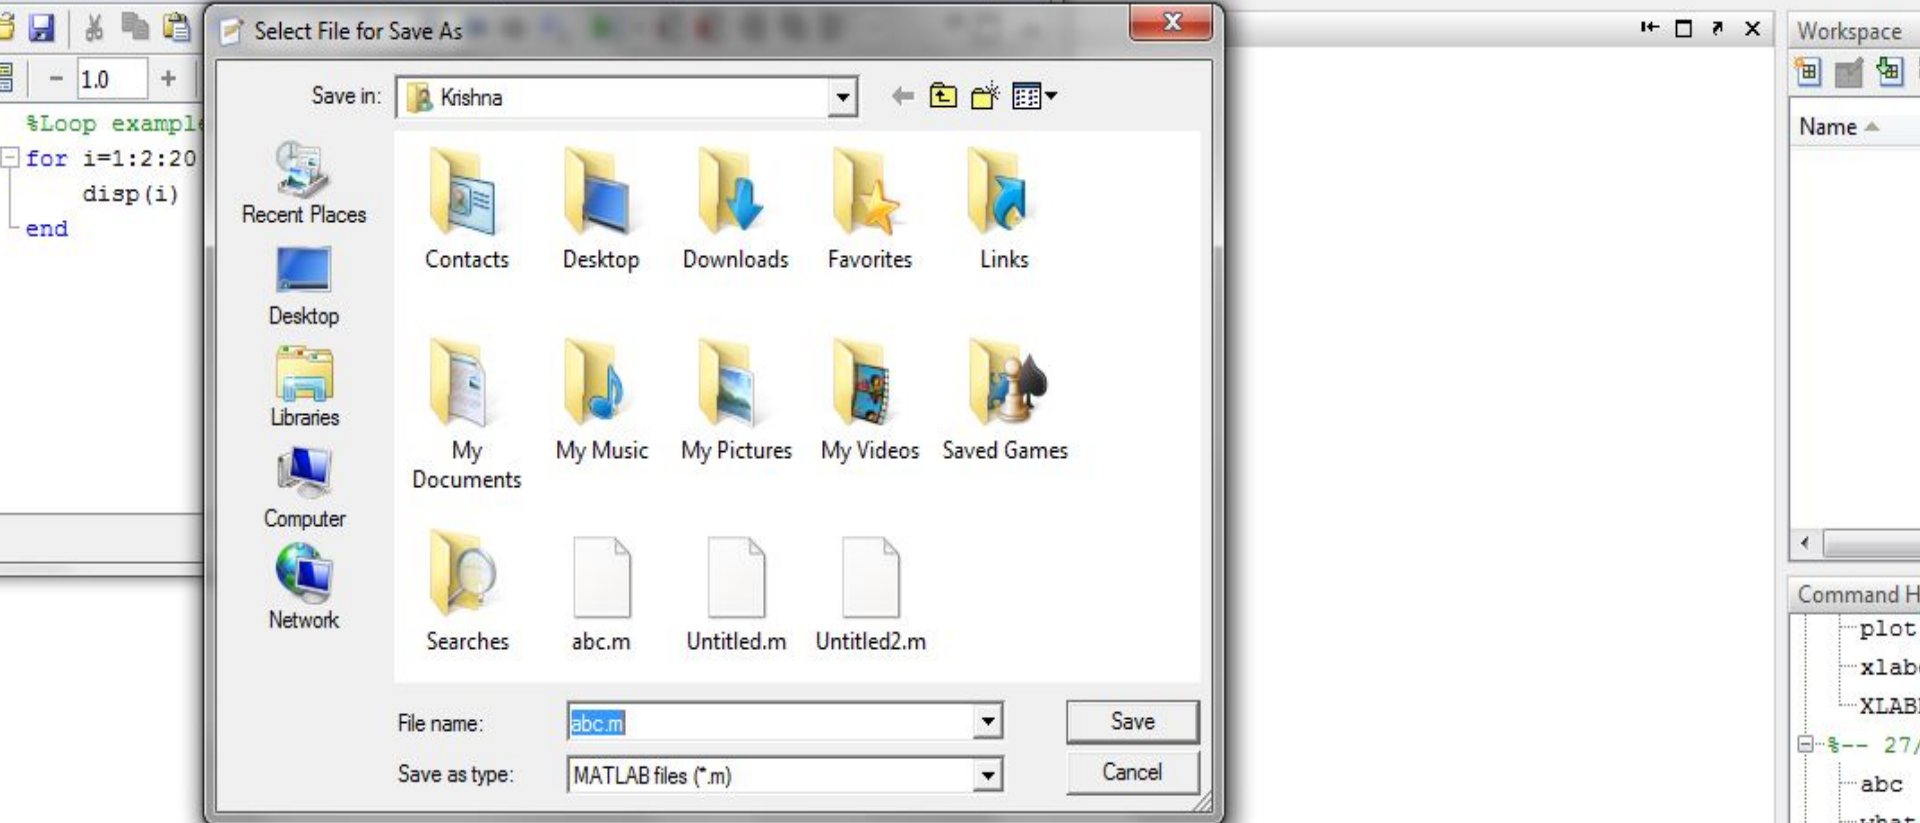 Select File for Save As
Workspace
1.0
Save in: Krishna
%Loop example
for i=1:2:20
disp(i)
end
Name
Recent Places
Desktop
Libraries
Computer
Network
Contacts Desktop Downloads Favorites Links
My Documents My Music My Pictures My Videos Saved Games
Searches abc.m Untitled.m Untitled2.m
File name: abc.m Save
Save as type: MATLAB files (*.m) Cancel
Command H
plot
xlab
XLAB
%-- 27/
abc
what